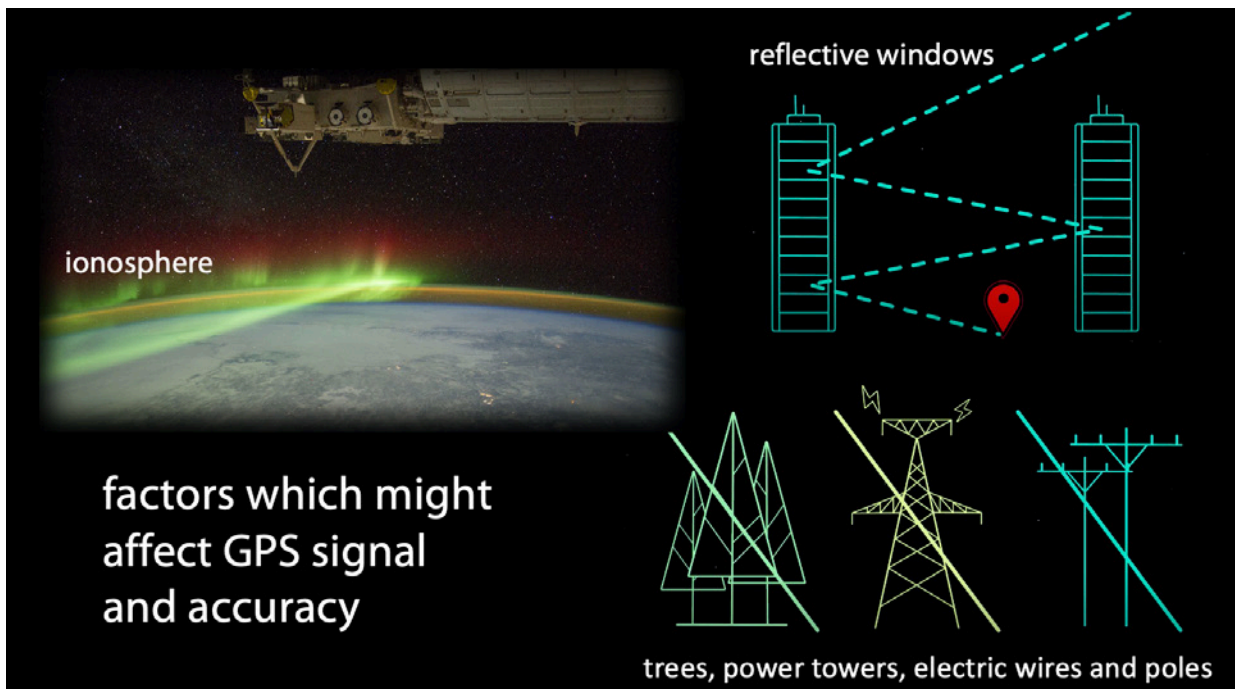 reflective windows
ionosphere
factors which might
affect GPS signal
and accuracy
trees, power towers, electric wires and poles